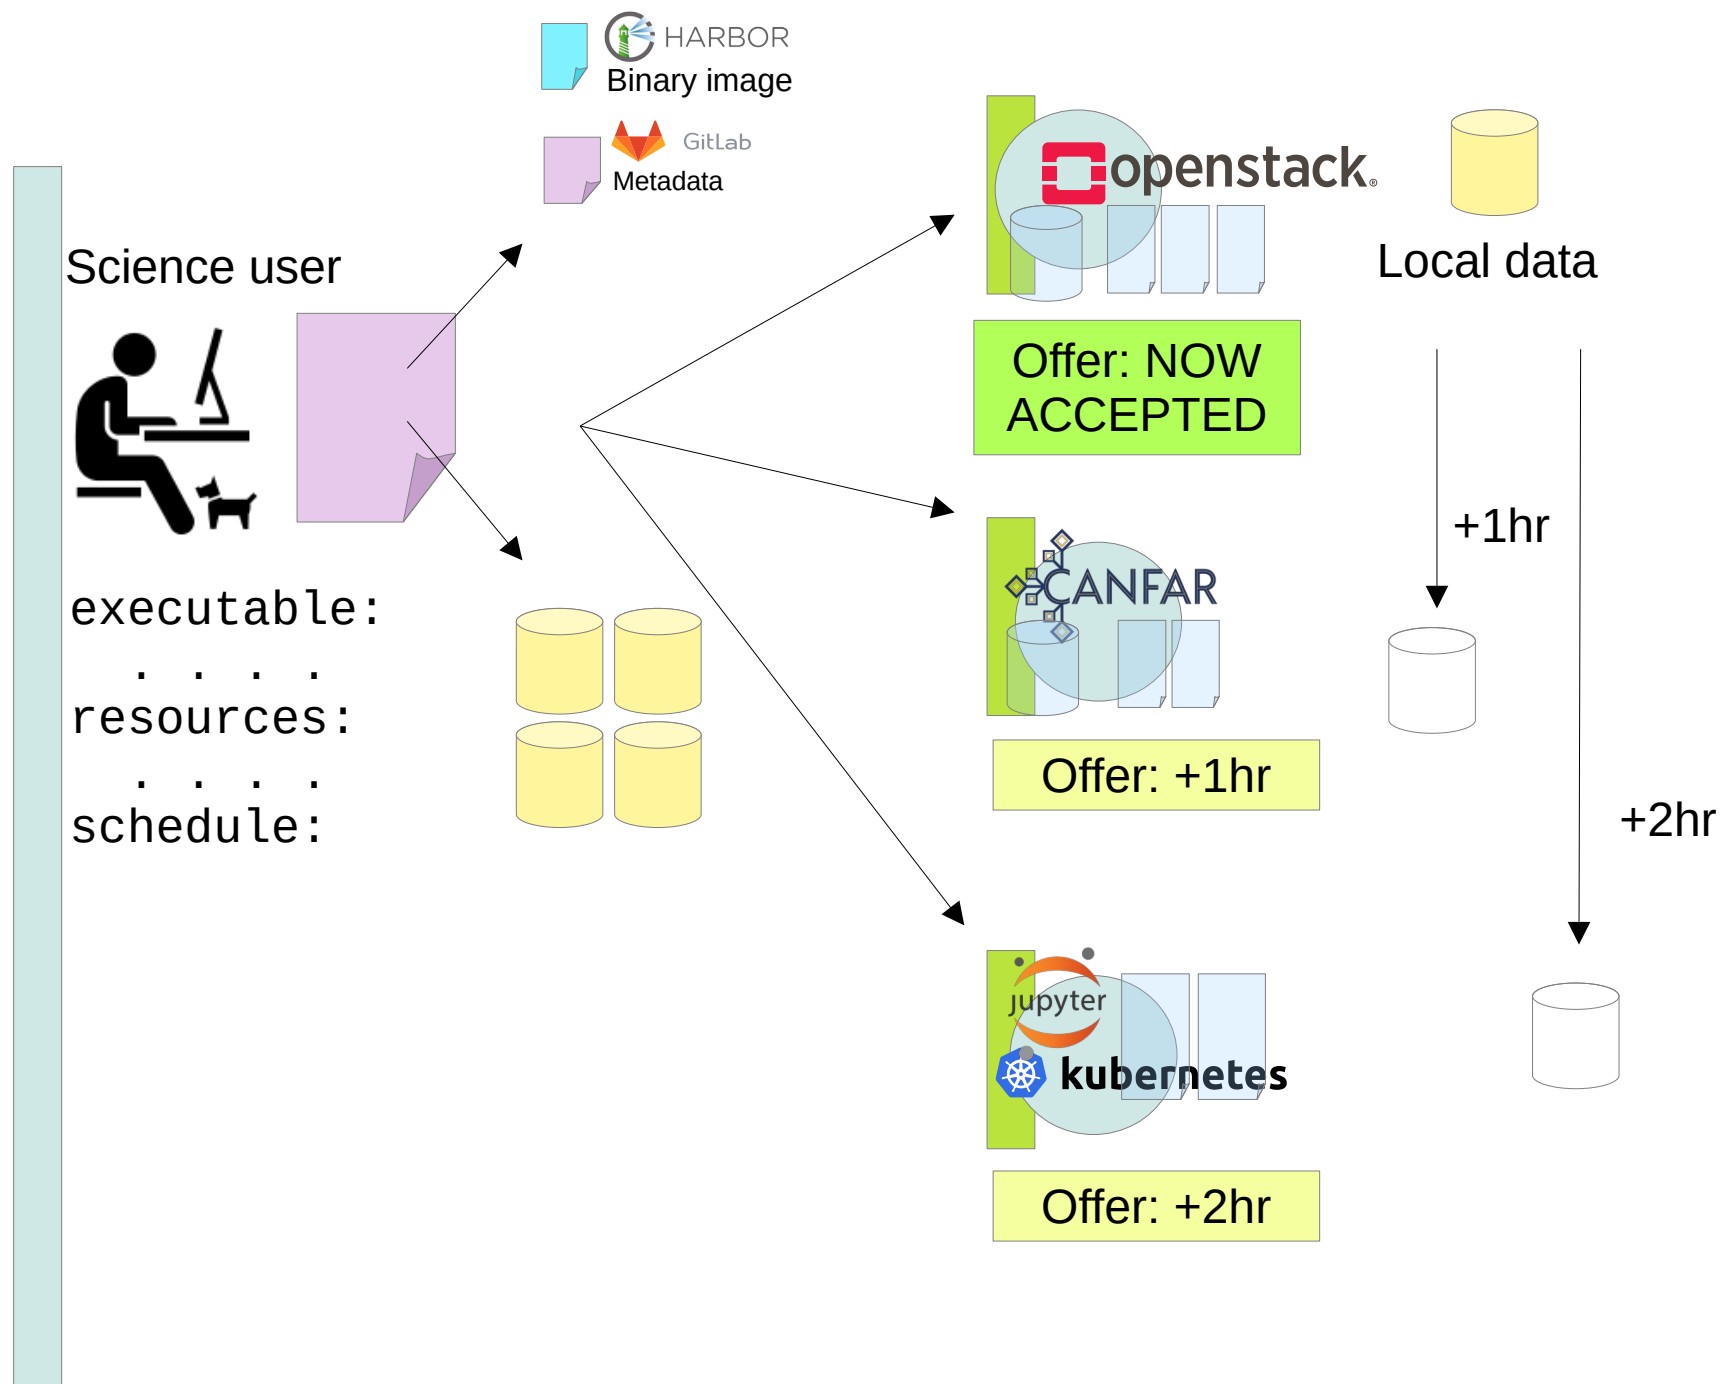 HARBOR
Binary image
GitLab
Metadata
Science user
executable:
. . . .
resources:
. . . .
schedule:
openstack.®
Local data
Offer: NOW
ACCEPTED
CANFAR
+1hr
Offer: +1hr
+2hr
jupyter
kubernetes
Offer: +2hr